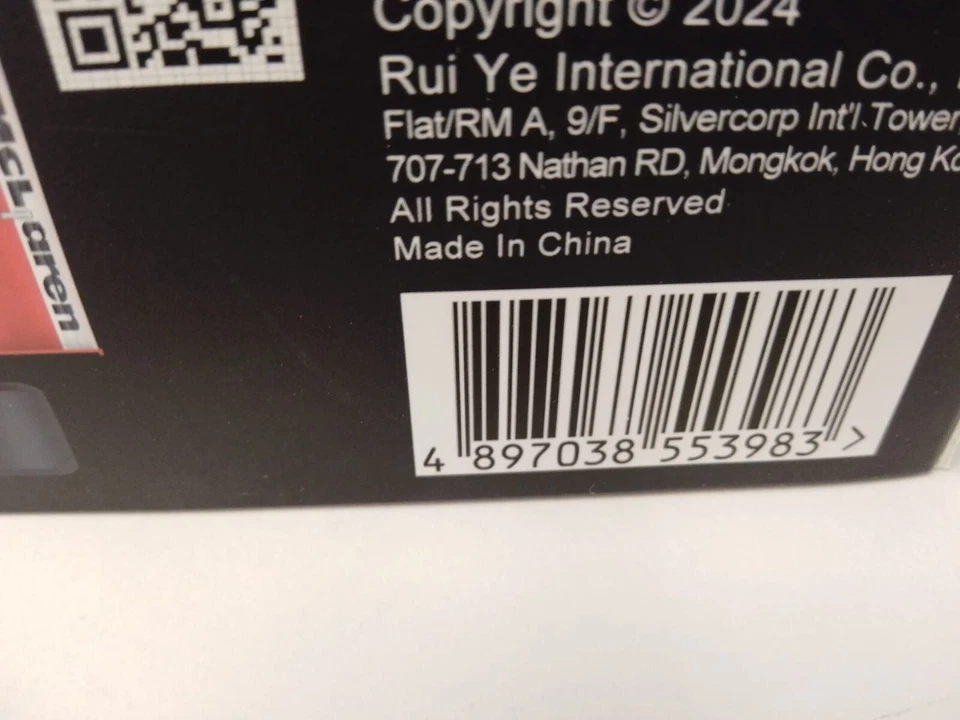 Copyright © 2024
Rui Ye International Co.,
Flat/RM A, 9/F, Silvercorp Int'l Tower,
707-713 Nathan RD, Mongkok, Hong
All Rights Reserved
Made In China
McLaren
4 897038 553983 >